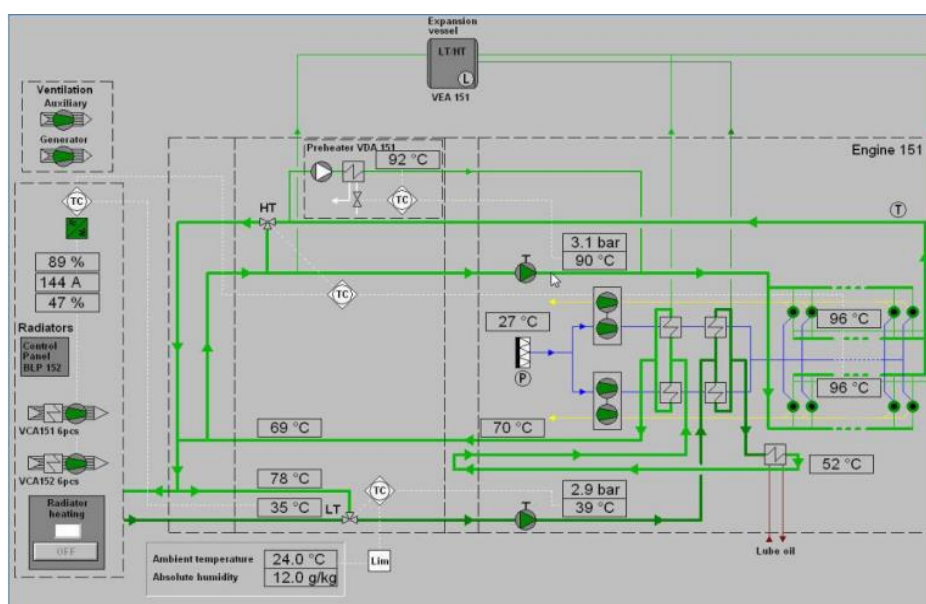 Expansion
vessel
LT/HT
L
VEA 151
Ventilation
Auxiliary
Generator
Preheater VDA 151
92 °C
Engine 151
TC
TC
HT
T
3.1 bar
90 °C
T
89 %
144 A
47 %
TC
27 °C
96 °C
Radiators
Control
Panel
BLP 152
P
96 °C
VCA151 6pcs
69 °C
70 °C
VCA152 6pcs
78 °C
52 °C
Radiator
heating
OFF
35 °C
LT
TC
2.9 bar
39 °C
T
Lube oil
Ambient temperature
24.0 °C
Lim
Absolute humidity
12.0 g/kg